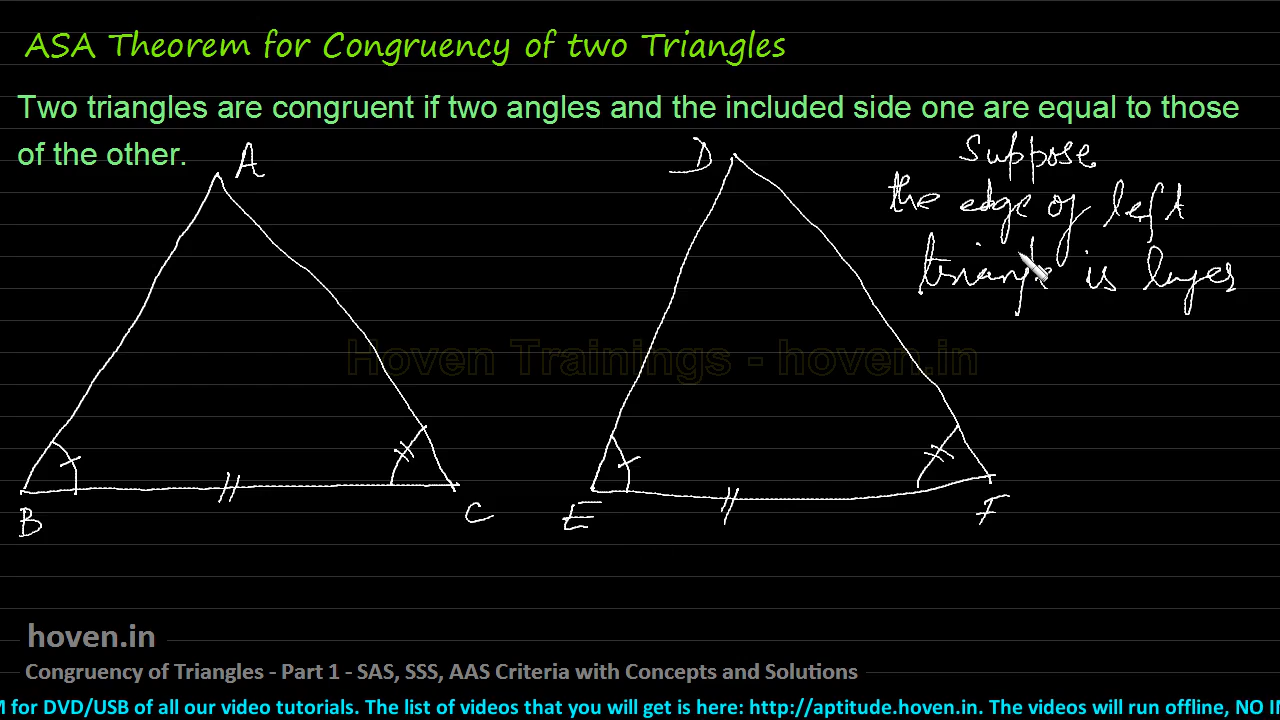 ASA Theorem for Congruency of two Triangles
Two triangles are congruent if two angles and the included side one are equal to those
of the other.
A
D
Suppose
the edge of left
triangle is
Hoven Trainings - hoven.in
B
C
E
F
hoven.in
Congruency of Triangles - Part 1 - SAS, SSS, AAS Criteria with Concepts and Solutions
M for DVD/USB of all our video tutorials. The list of videos that you will get is here: http://aptitude.hoven.in. The videos will run offline, NO